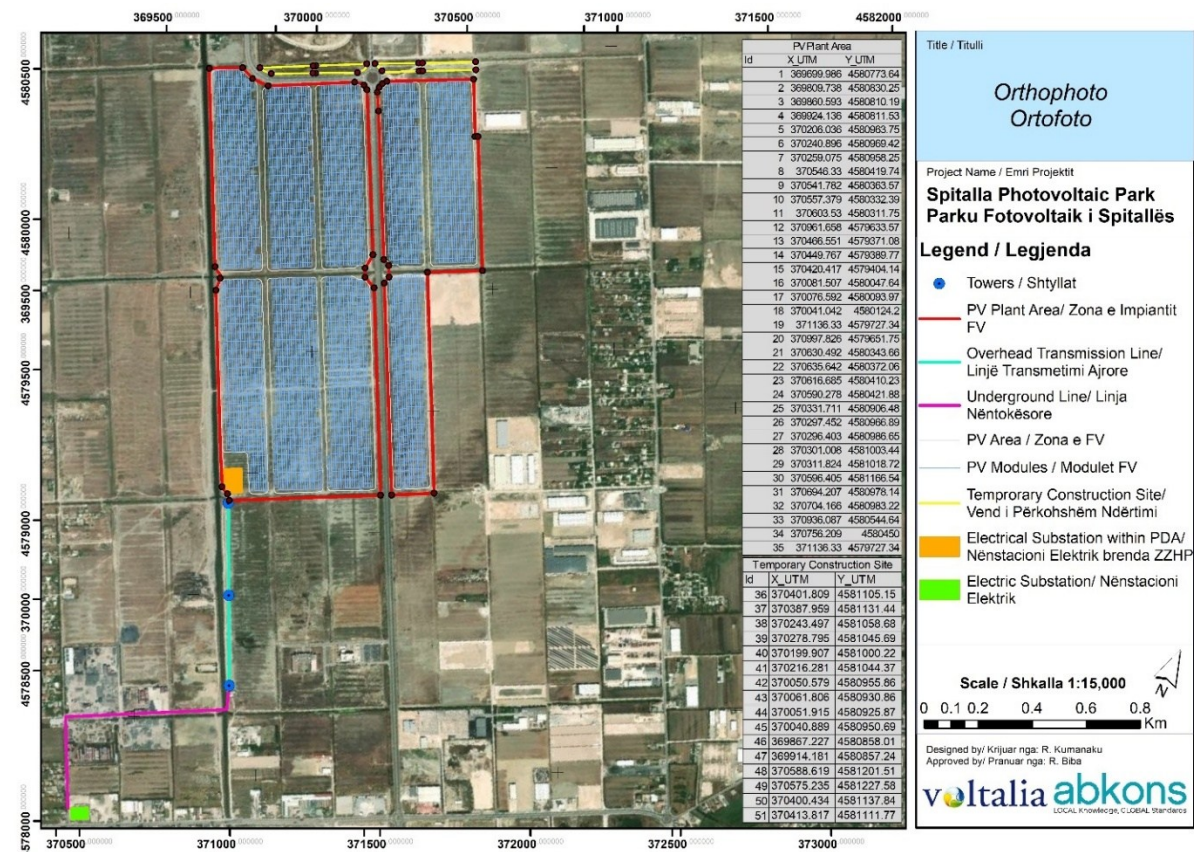 369500 000000 370000 000000 370500 000000 371000 000000 371500 000000 4582000 000000
4580500
4580000
369500
4579500
4579000
370000
4578500
4578000
370500 000000 371000 000000 371500 000000 372000 000000 372500 000000 373000 000000
PV Plant Area
Id X_UTM Y_UTM
1 369699.986 4580773.64
2 369809.738 4580830.25
3 369860.593 4580810.19
4 369924.136 4580811.53
5 370206.036 4580963.75
6 370240.896 4580969.42
7 370259.075 4580958.25
8 370546.33 4580419.74
9 370541.782 4580363.57
10 370557.379 4580332.39
11 370603.53 4580311.75
12 370961.658 4579633.57
13 370466.551 4579371.08
14 370449.767 4579389.77
15 370420.417 4579404.14
16 370081.507 4580047.64
17 370076.592 4580093.97
18 370041.042 4580124.2
19 371136.33 4579727.34
20 370997.826 4579651.75
21 370630.492 4580343.66
22 370635.642 4580372.06
23 370616.685 4580410.23
24 370590.278 4580421.88
25 370331.711 4580906.48
26 370297.452 4580966.89
27 370296.403 4580986.65
28 370301.008 4581003.44
29 370311.824 4581018.72
30 370596.405 4581166.54
31 370694.207 4580978.14
32 370704.166 4580983.22
33 370936.087 4580544.64
34 370756.209 4580450
35 371136.33 4579727.34
Temporary Construction Site
Id X_UTM Y_UTM
36 370401.809 4581105.15
37 370387.959 4581131.44
38 370243.497 4581058.68
39 370278.795 4581045.69
40 370199.907 4581000.22
41 370216.281 4581044.37
42 370050.579 4580955.86
43 370061.806 4580930.86
44 370051.915 4580925.87
45 370040.889 4580950.69
46 369867.227 4580858.01
47 369914.181 4580857.24
48 370588.619 4581201.51
49 370575.235 4581227.58
50 370400.434 4581137.84
51 370413.817 4581111.77
Title / Titulli
Orthophoto
Ortofoto
Project Name / Emri Projektit
Spitalla Photovoltaic Park
Parku Fotovoltaik i Spitallës
Legend / Legjenda
Towers / Shtyllat
PV Plant Area/ Zona e Impiantit
FV
Overhead Transmission Line/
Linjë Transmetimi Ajrore
Underground Line/ Linja
Nëntokësore
PV Area / Zona e FV
PV Modules / Modulet FV
Temporary Construction Site/
Vend i Përkohshëm Ndërtimi
Electrical Substation within PDA/
Nënstacioni Elektrik brenda ZZHP
Electric Substation/ Nënstacioni
Elektrik
Scale / Shkalla 1:15,000
N
0 0.1 0.2 0.4 0.6 0.8
Km
Designed by/ Krijuar nga: R. Kumanaku
Approved by/ Pranuar nga: R. Biba
voltalia abkons
LOCAL Knowledge, GLOBAL Standards